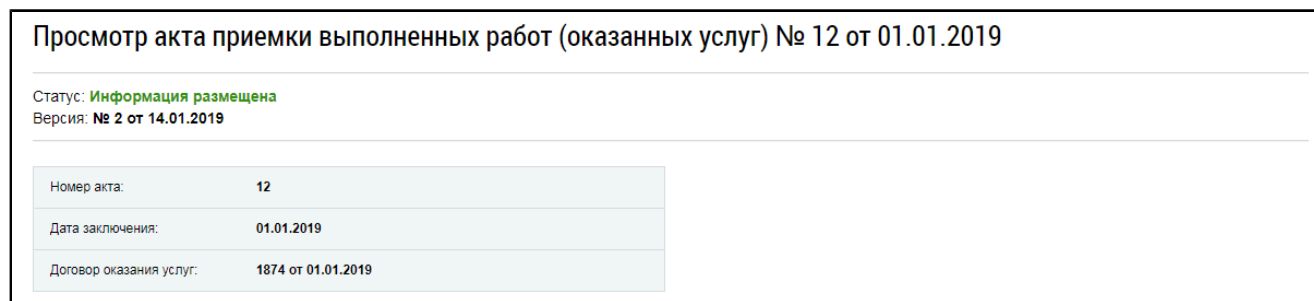 Просмотр акта приемки выполненных работ (оказанных услуг) № 12 от 01.01.2019
Статус: Информация размещена
Версия: № 2 от 14.01.2019
Номер акта: 12
Дата заключения: 01.01.2019
Договор оказания услуг: 1874 от 01.01.2019